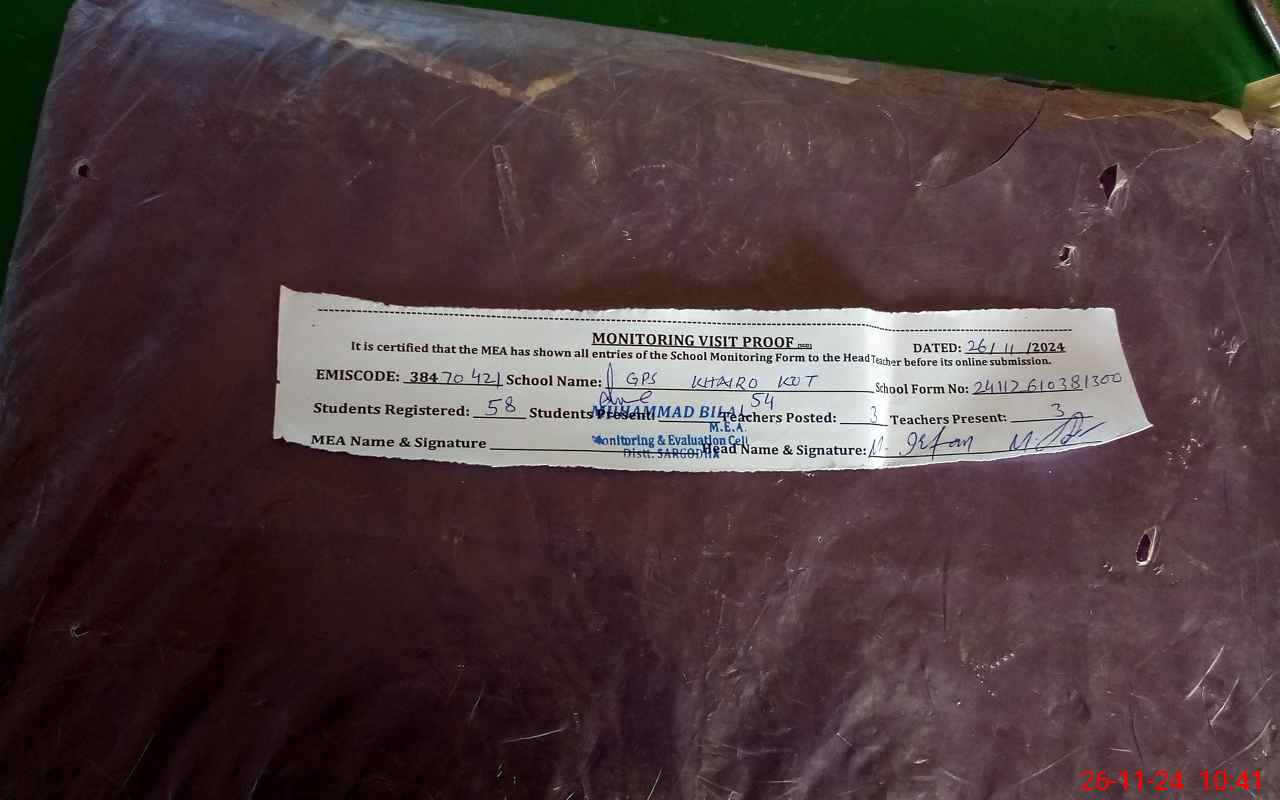 MONITORING VISIT PROOF
DATED: 26/11/2024
It is certified that the MEA has shown all entries of the School Monitoring Form to the Head Teacher before its online submission.
EMISCODE: 38470421 School Name: GPS KHAIRO KOT School Form No: 24112610381300
Students Registered: 58 Students Present: 54 Teachers Posted: 3 Teachers Present: 3
MUHAMMAD BILAL
M.E.A.
Monitoring & Evaluation Cell
Distt. SARGODHA
MEA Name & Signature Head Name & Signature: M. Irfan
26-11-24 10:41